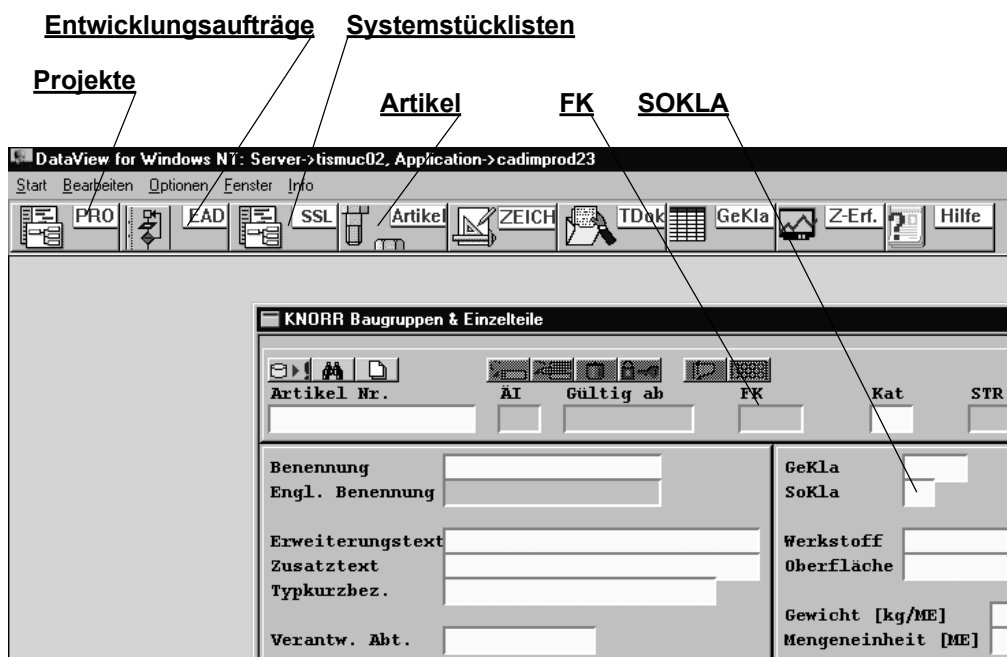 Entwicklungsaufträge Systemstücklisten
Projekte
Artikel FK SOKLA
DataView for Windows NT: Server->tismuc02, Application->cadimprod23
Start Bearbeiten Optionen Fenster Info
PRO EAD SSL Artikel ZEICH TDok GeKla Z-Erf. Hilfe
KNORR Baugruppen & Einzelteile
Artikel Nr. ÄI Gültig ab FK Kat STR
Benennung GeKla
Engl. Benennung SoKla
Erweiterungstext Werkstoff
Zusatztext Oberfläche
Typkurzbez.
Gewicht [kg/ME]
Verantw. Abt. Mengeneinheit [ME]